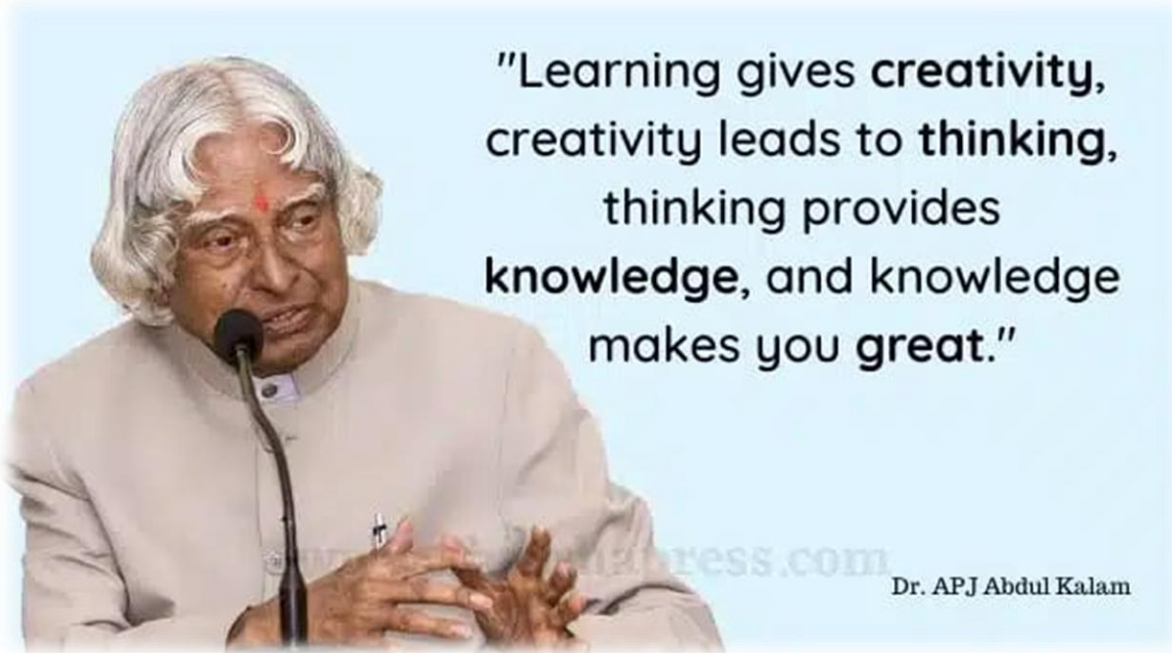 "Learning gives creativity,
creativity leads to thinking,
thinking provides
knowledge, and knowledge
makes you great."
Dr. APJ Abdul Kalam